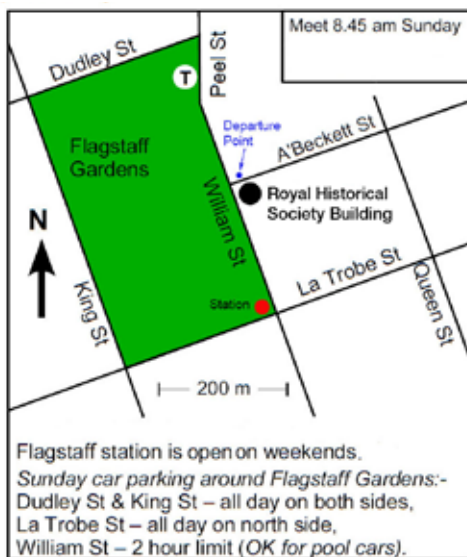 Meet 8.45 am Sunday
Dudley St
T
Peel St
Flagstaff
Gardens
Departure
Point
A'Beckett St
Royal Historical
Society Building
William St
N
King St
Station
La Trobe St
Queen St
200 m
Flagstaff station is open on weekends.
Sunday car parking around Flagstaff Gardens:-
Dudley St & King St – all day on both sides,
La Trobe St – all day on north side,
William St – 2 hour limit (OK for pool cars).